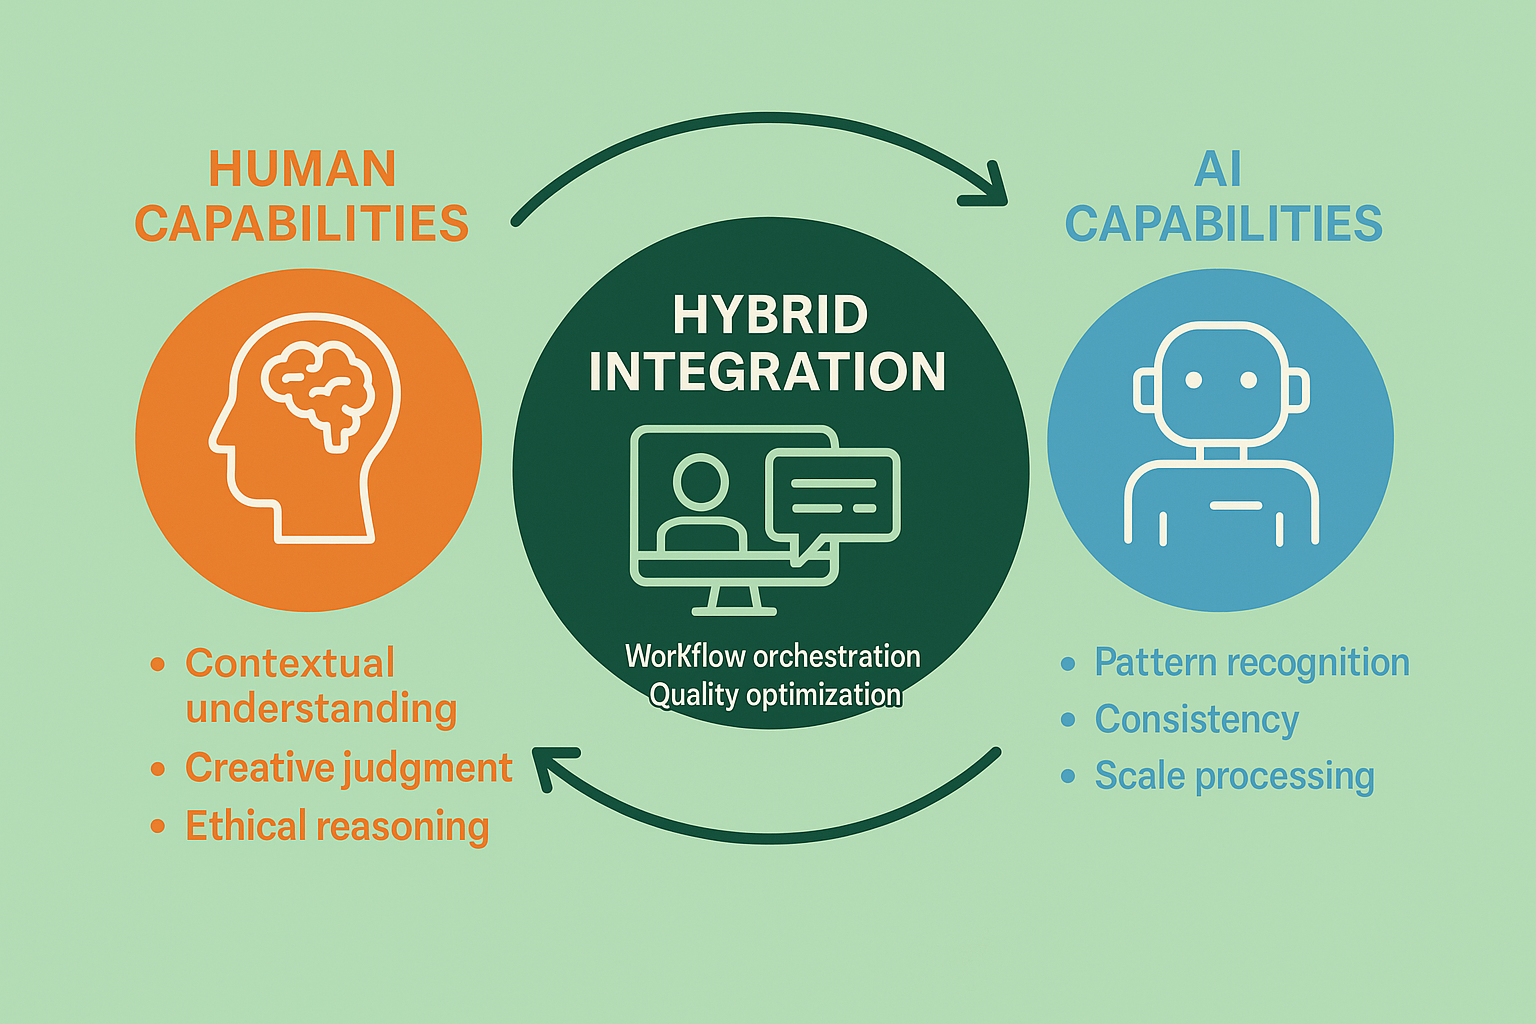 HUMAN
CAPABILITIES
• Contextual
understanding
• Creative judgment
• Ethical reasoning
HYBRID
INTEGRATION
Workflow orchestration
Quality optimization
AI
CAPABILITIES
• Pattern recognition
• Consistency
• Scale processing